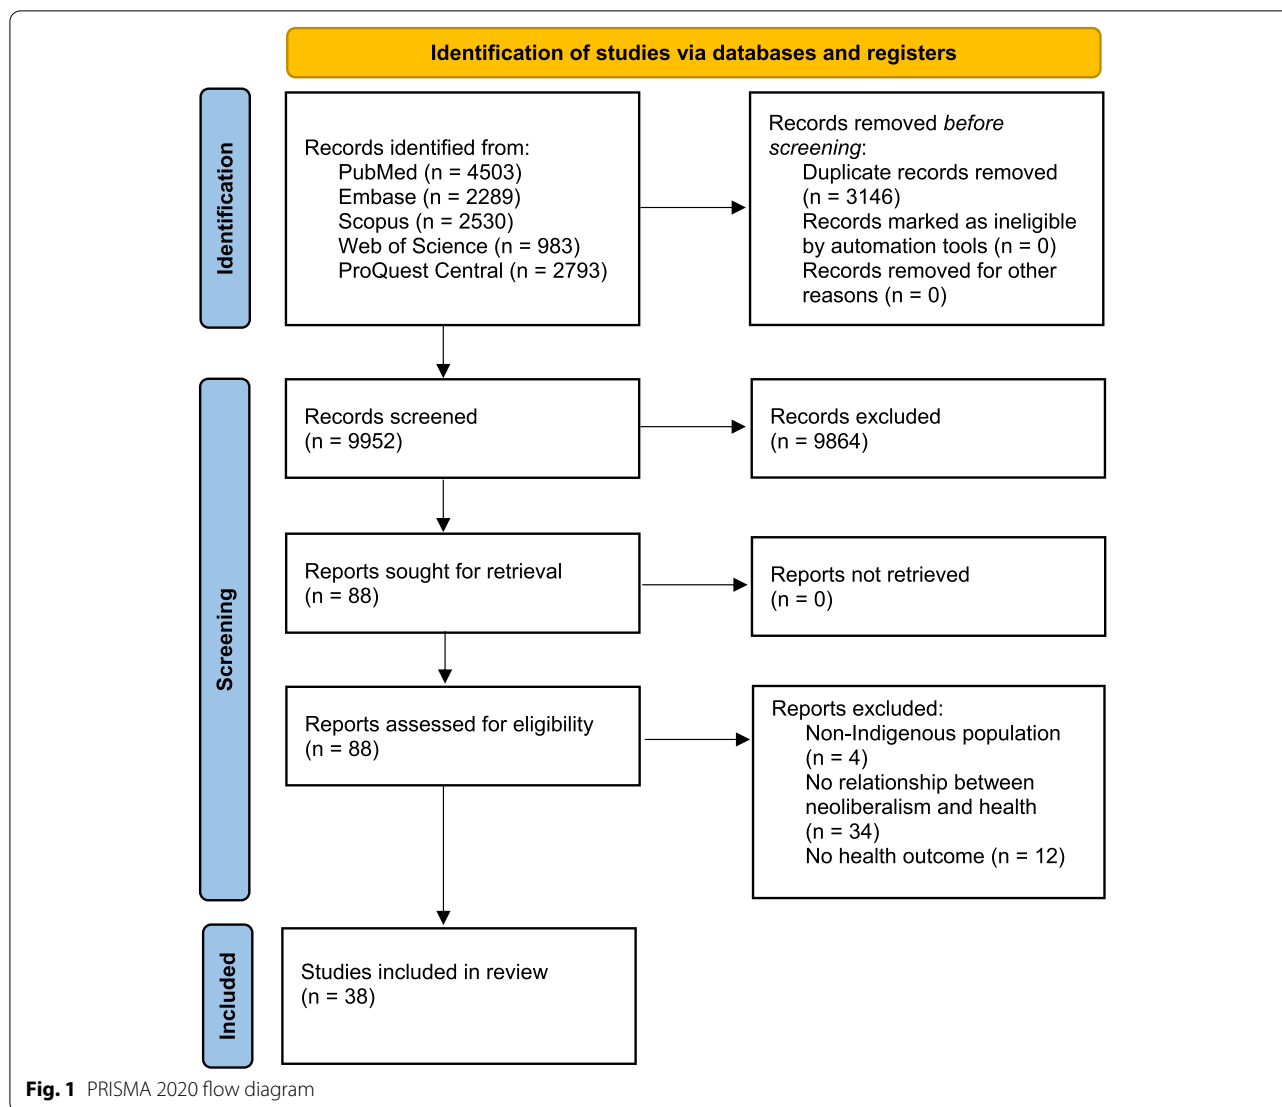 Identification of studies via databases and registers
Identification
Records identified from:
PubMed (n = 4503)
Embase (n = 2289)
Scopus (n = 2530)
Web of Science (n = 983)
ProQuest Central (n = 2793)
Records removed before
screening:
Duplicate records removed
(n = 3146)
Records marked as ineligible
by automation tools (n = 0)
Records removed for other
reasons (n = 0)
Screening
Records screened
(n = 9952)
Records excluded
(n = 9864)
Reports sought for retrieval
(n = 88)
Reports not retrieved
(n = 0)
Reports assessed for eligibility
(n = 88)
Reports excluded:
Non-Indigenous population
(n = 4)
No relationship between
neoliberalism and health
(n = 34)
No health outcome (n = 12)
Included
Studies included in review
(n = 38)
Fig. 1 PRISMA 2020 flow diagram